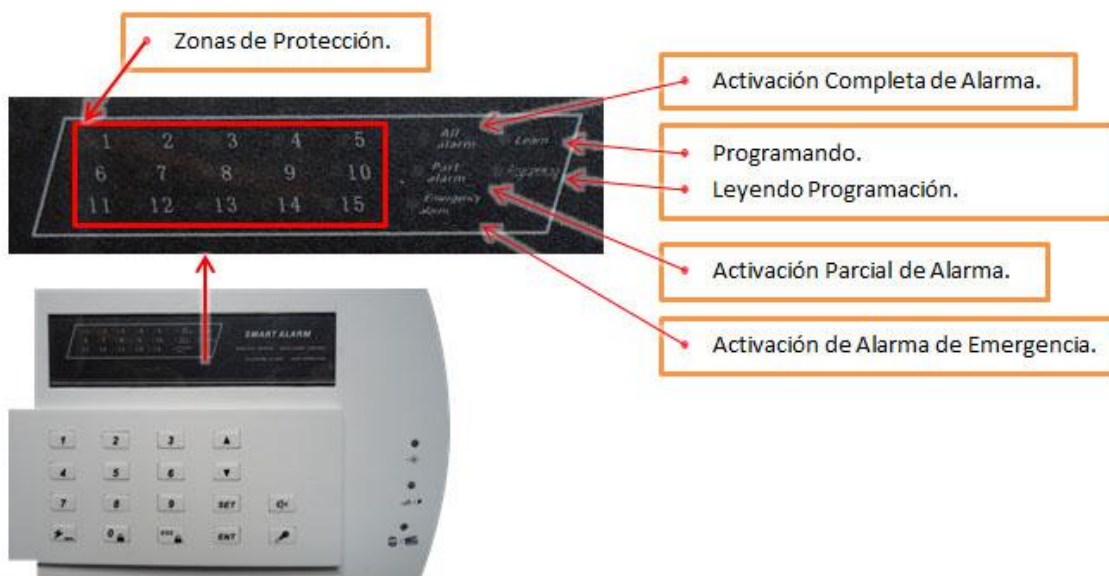 Zonas de Protección.
Activación Completa de Alarma.
Programando.
Leyendo Programación.
Activación Parcial de Alarma.
Activación de Alarma de Emergencia.
1 2 3 4 5 All alarm Learn
6 7 8 9 10 Part alarm
11 12 13 14 15 Emergency alarm
SMART ALARM
1 2 3 ▲
4 5 6 ▼
7 8 9 SET
0 ESC ENT